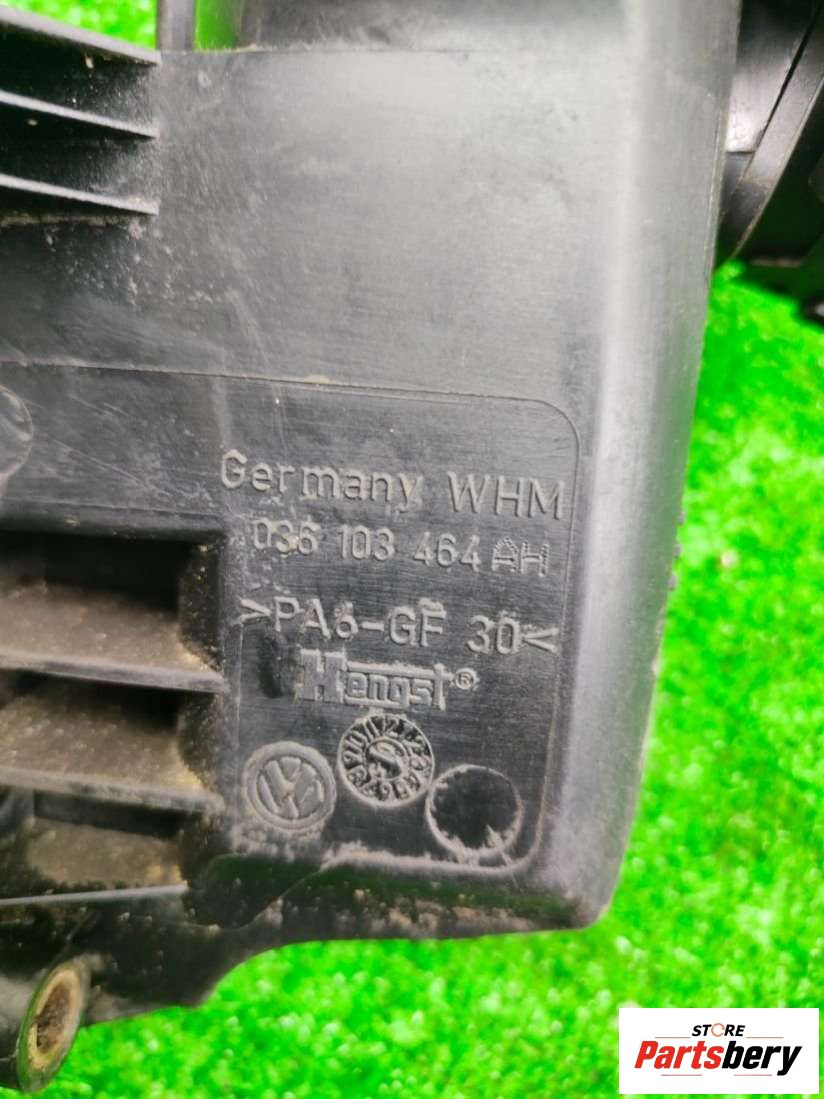 Germany WHM
036 103 464 AH
>PA6-GF 30<
Hengst®
STORE
Partsbery